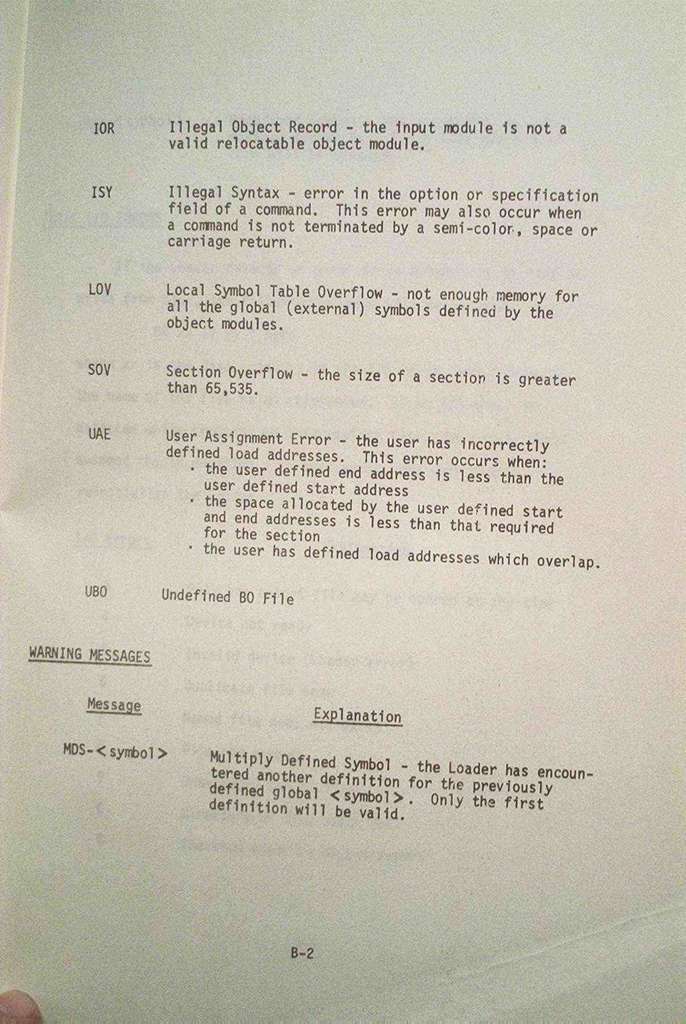 IOR Illegal Object Record - the input module is not a
valid relocatable object module.
ISY Illegal Syntax - error in the option or specification
field of a command. This error may also occur when
a command is not terminated by a semi-color, space or
carriage return.
LOV Local Symbol Table Overflow - not enough memory for
all the global (external) symbols defined by the
object modules.
SOV Section Overflow - the size of a section is greater
than 65,535.
UAE User Assignment Error - the user has incorrectly
defined load addresses. This error occurs when:
· the user defined end address is less than the
user defined start address
· the space allocated by the user defined start
and end addresses is less than that required
for the section
· the user has defined load addresses which overlap.
UBO Undefined BO File
WARNING MESSAGES
Message Explanation
MDS-<symbol> Multiply Defined Symbol - the Loader has encoun-
tered another definition for the previously
defined global <symbol>. Only the first
definition will be valid.
B-2